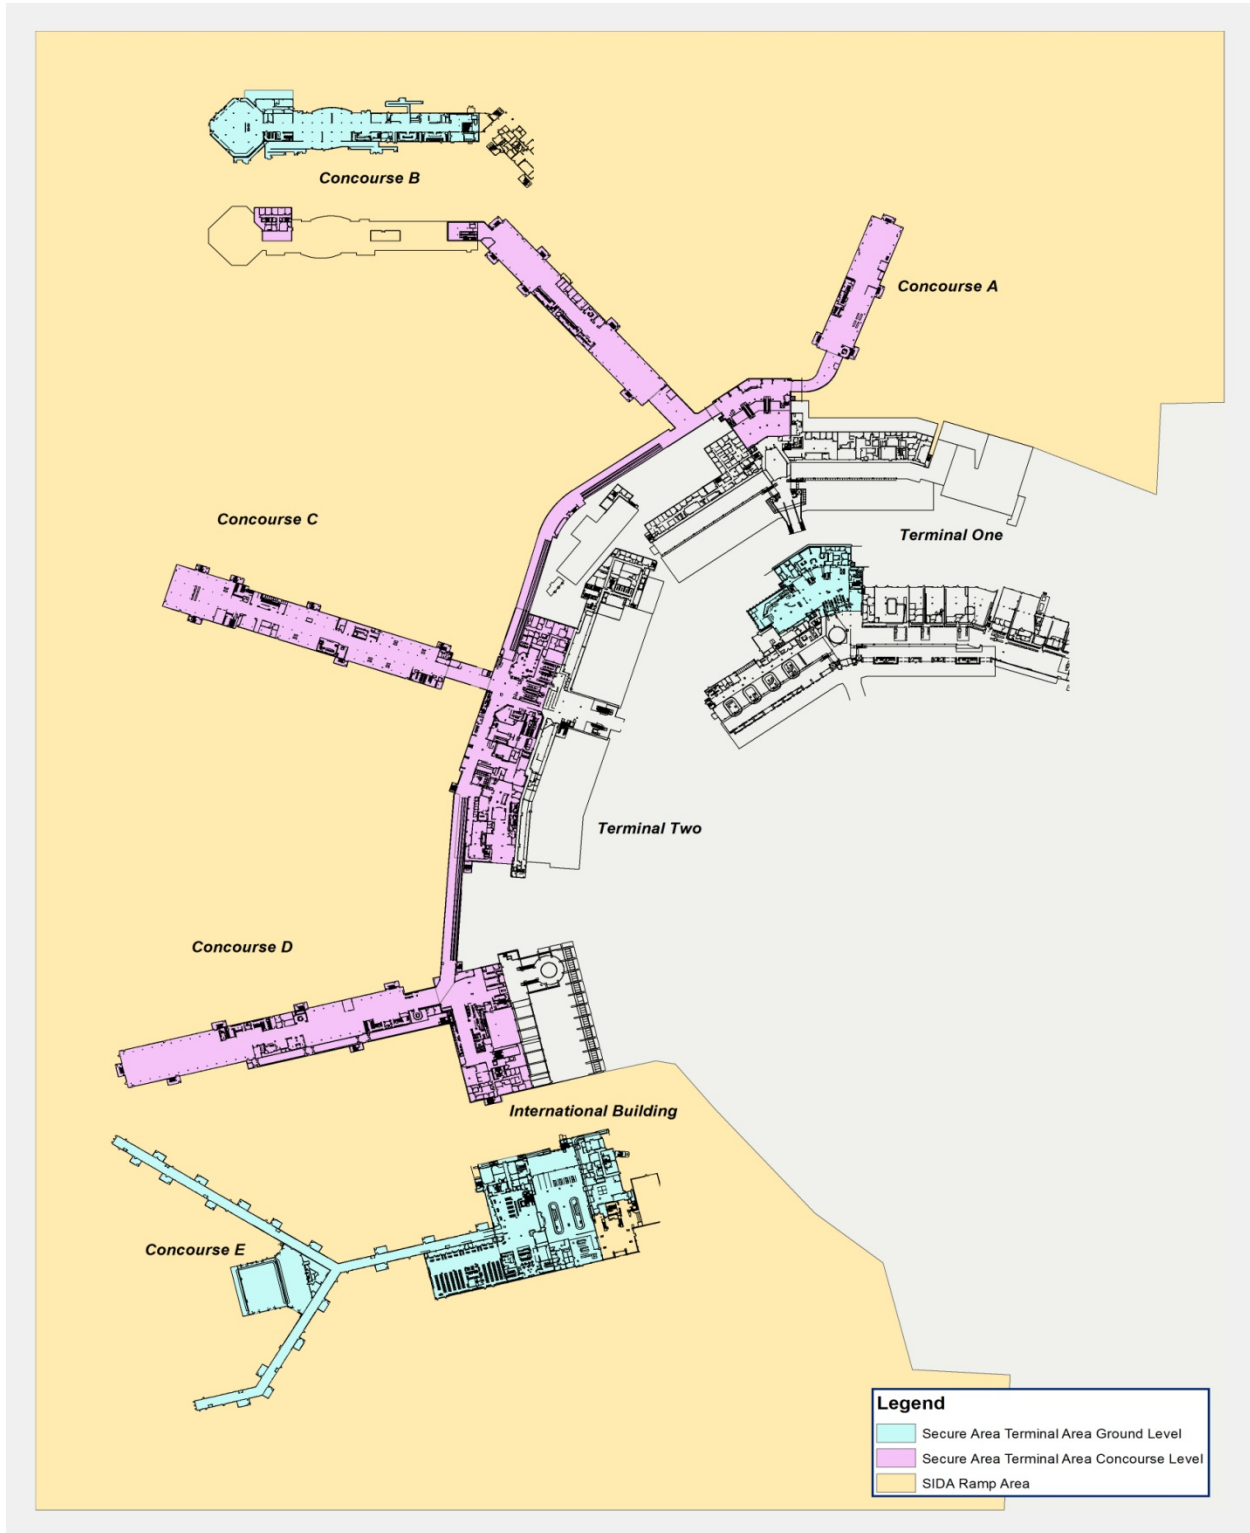 Concourse B
Concourse A
Concourse C
Terminal One
Terminal Two
Concourse D
International Building
Concourse E
Legend
Secure Area Terminal Area Ground Level
Secure Area Terminal Area Concourse Level
SIDA Ramp Area